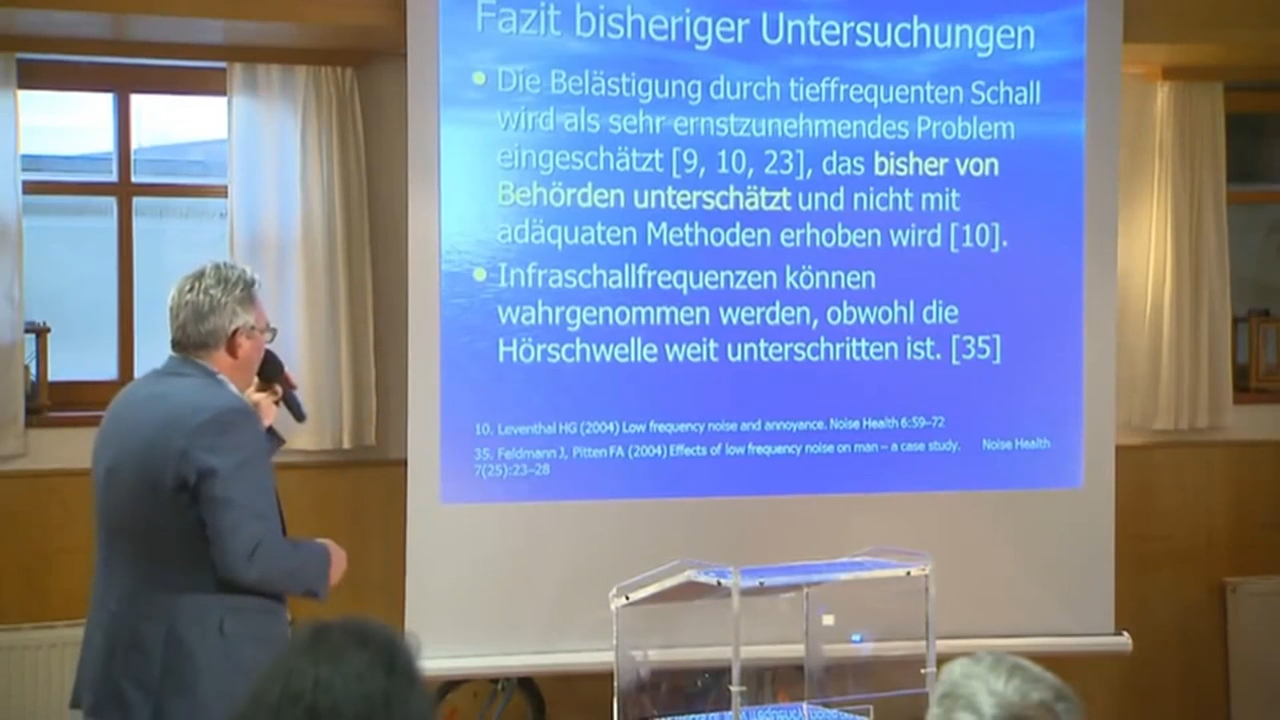 Fazit bisheriger Untersuchungen
• Die Belästigung durch tieffrequenten Schall
wird als sehr ernstzunehmendes Problem
eingeschätzt [9, 10, 23], das bisher von
Behörden unterschätzt und nicht mit
adäquaten Methoden erhoben wird [10].
• Infraschallfrequenzen können
wahrgenommen werden, obwohl die
Hörschwelle weit unterschritten ist. [35]
10. Leventhal HG (2004) Low frequency noise and annoyance. Noise Health 6:59–72
35. Feldmann J, Pitten FA (2004) Effects of low frequency noise on man – a case study. Noise Health
7(25):23–28